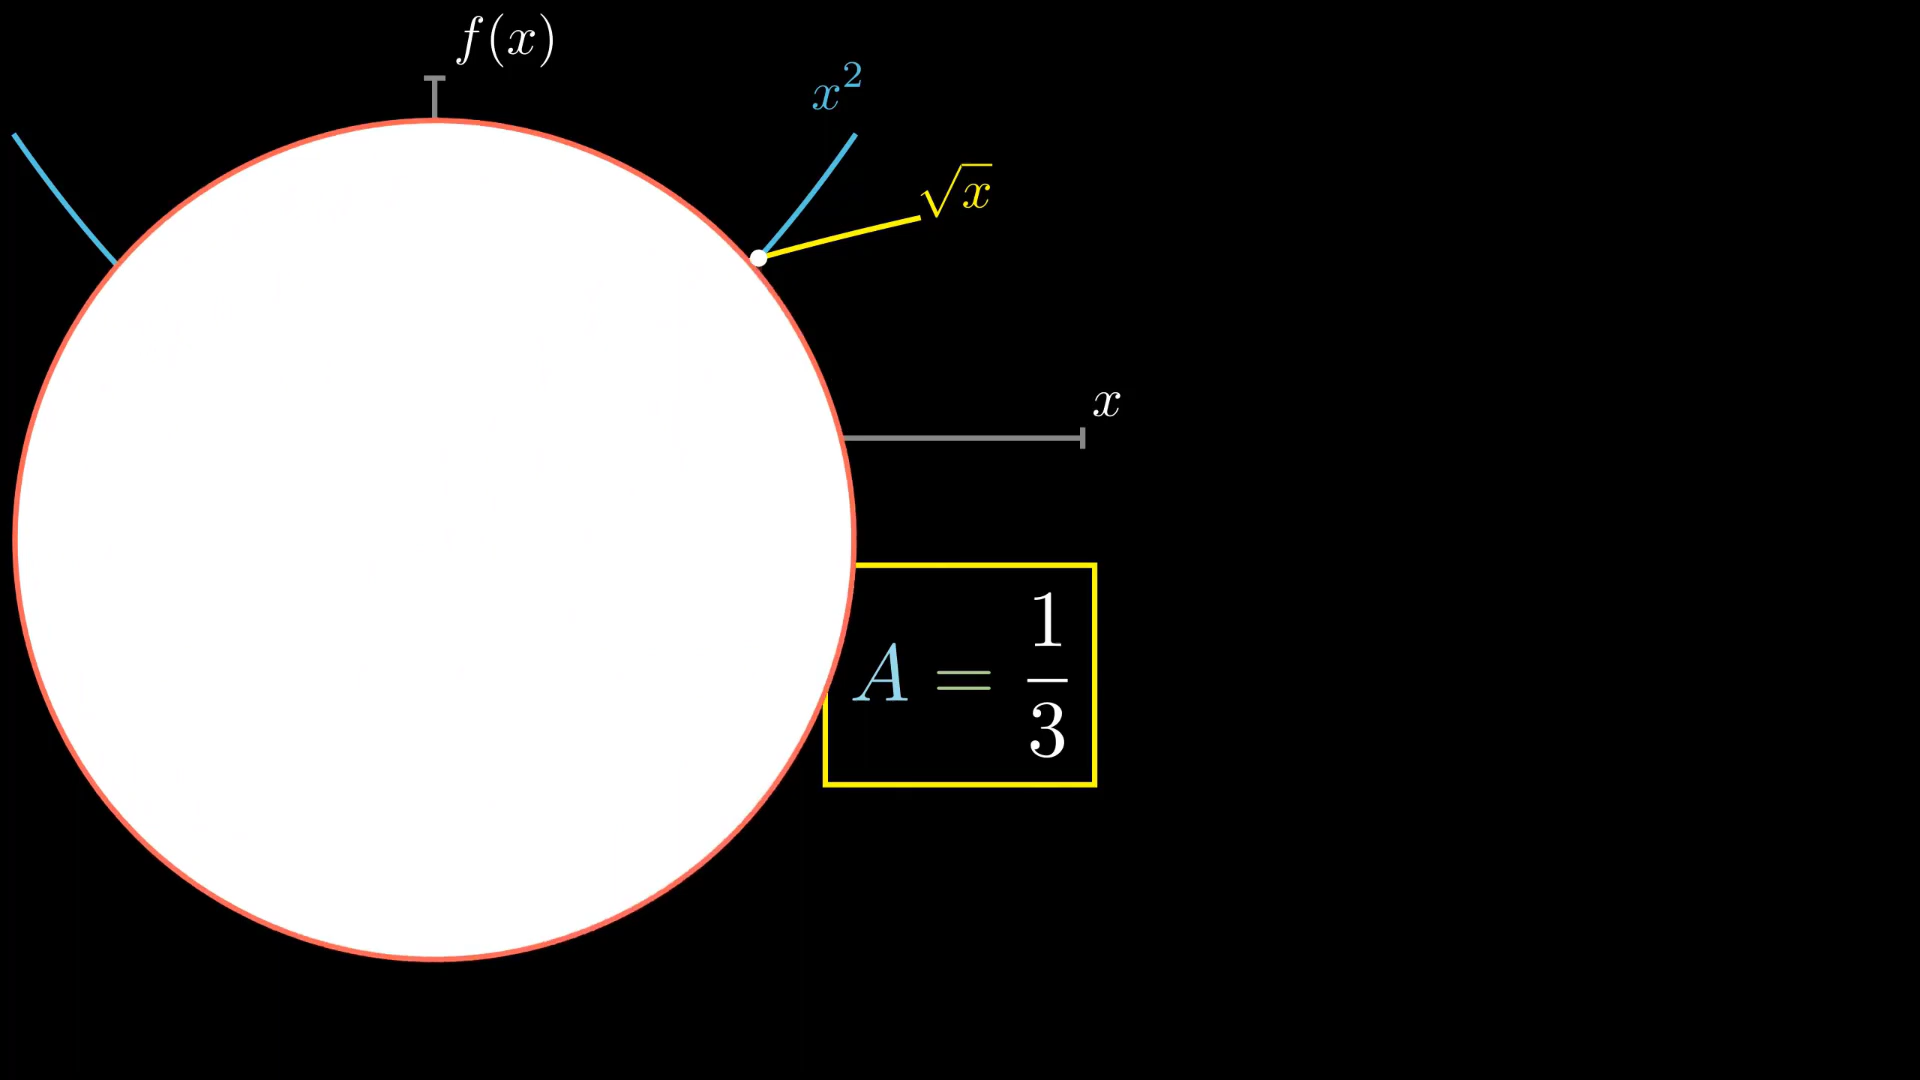 f(x)
x²
√x
x
A = 1/3